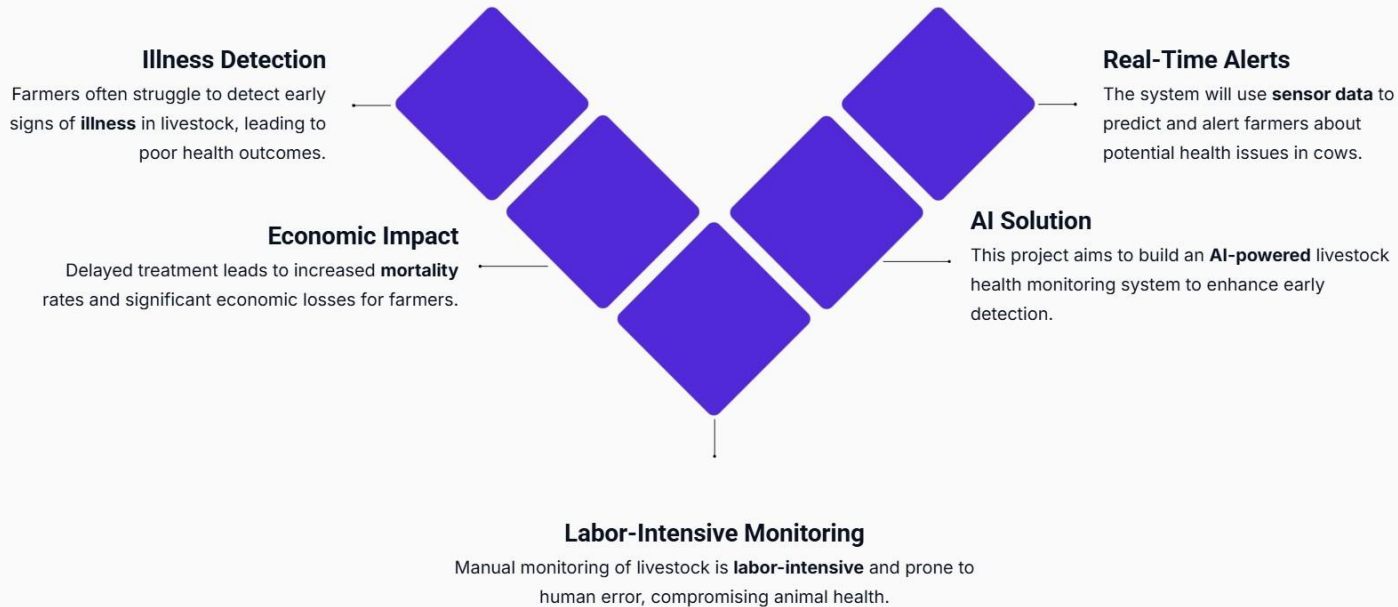 Illness Detection
Farmers often struggle to detect early
signs of illness in livestock, leading to
poor health outcomes.
Economic Impact
Delayed treatment leads to increased mortality
rates and significant economic losses for farmers.
Labor-Intensive Monitoring
Manual monitoring of livestock is labor-intensive and prone to
human error, compromising animal health.
AI Solution
This project aims to build an AI-powered livestock
health monitoring system to enhance early
detection.
Real-Time Alerts
The system will use sensor data to
predict and alert farmers about
potential health issues in cows.